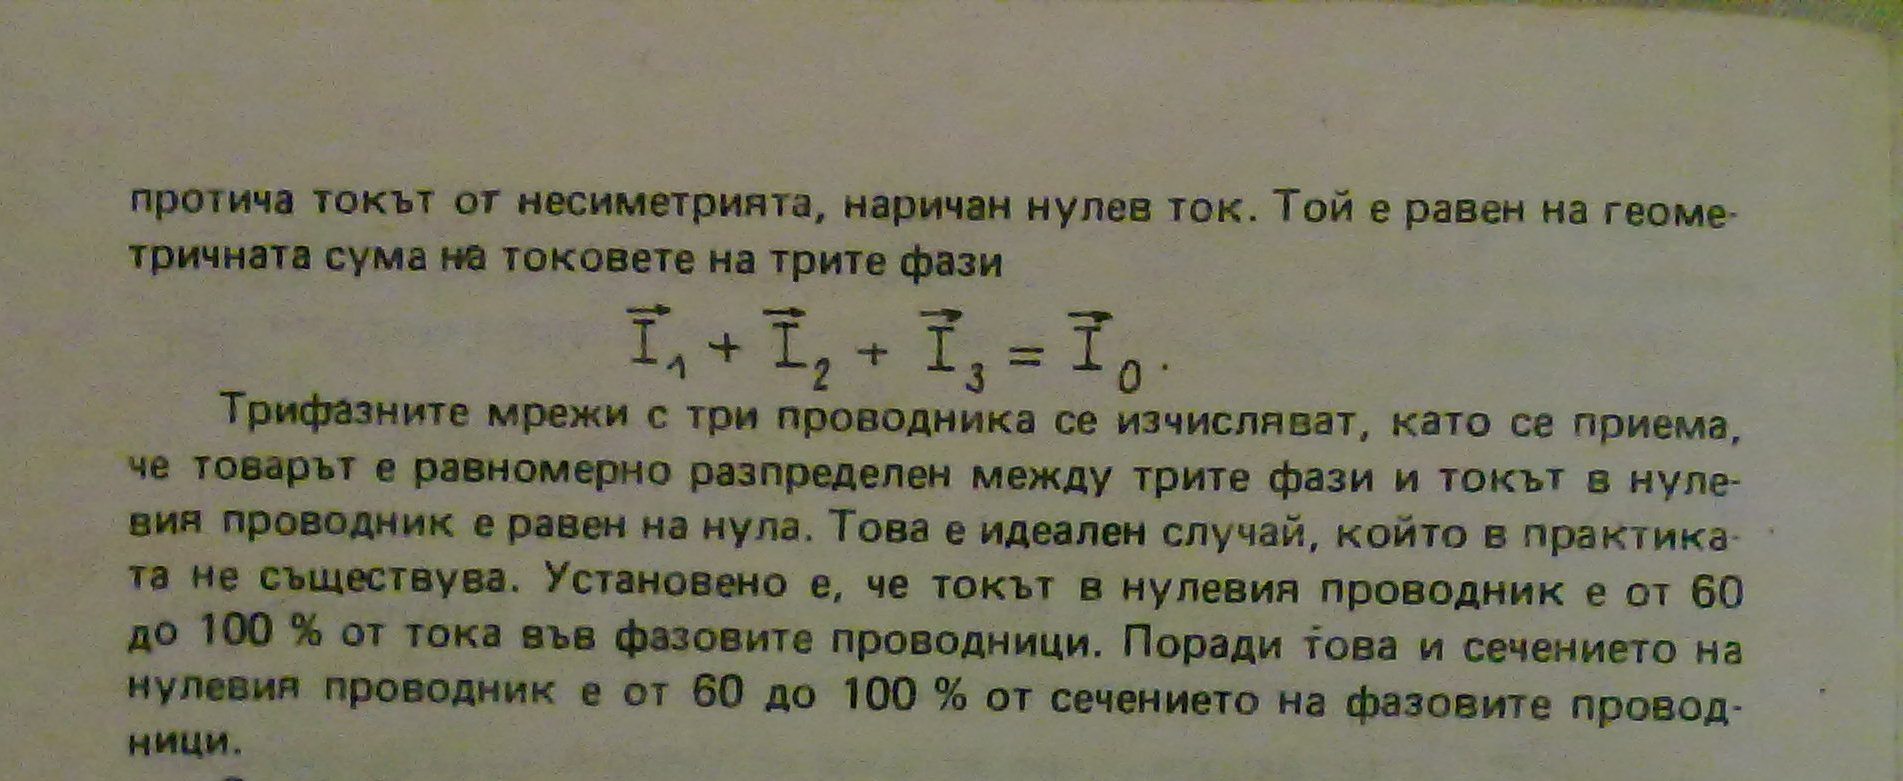 протича токът от несиметрията, наричан нулев ток. Той е равен на геоме-
тричната сума на токовете на трите фази
I⃗₁ + I⃗₂ + I⃗₃ = I⃗₀.
Трифазните мрежи с три проводника се изчисляват, като се приема,
че товарът е равномерно разпределен между трите фази и токът в нуле-
вия проводник е равен на нула. Това е идеален случай, който в практика-
та не съществува. Установено е, че токът в нулевия проводник е от 60
до 100 % от тока във фазовите проводници. Поради това и сечението на
нулевия проводник е от 60 до 100 % от сечението на фазовите провод-
ници.